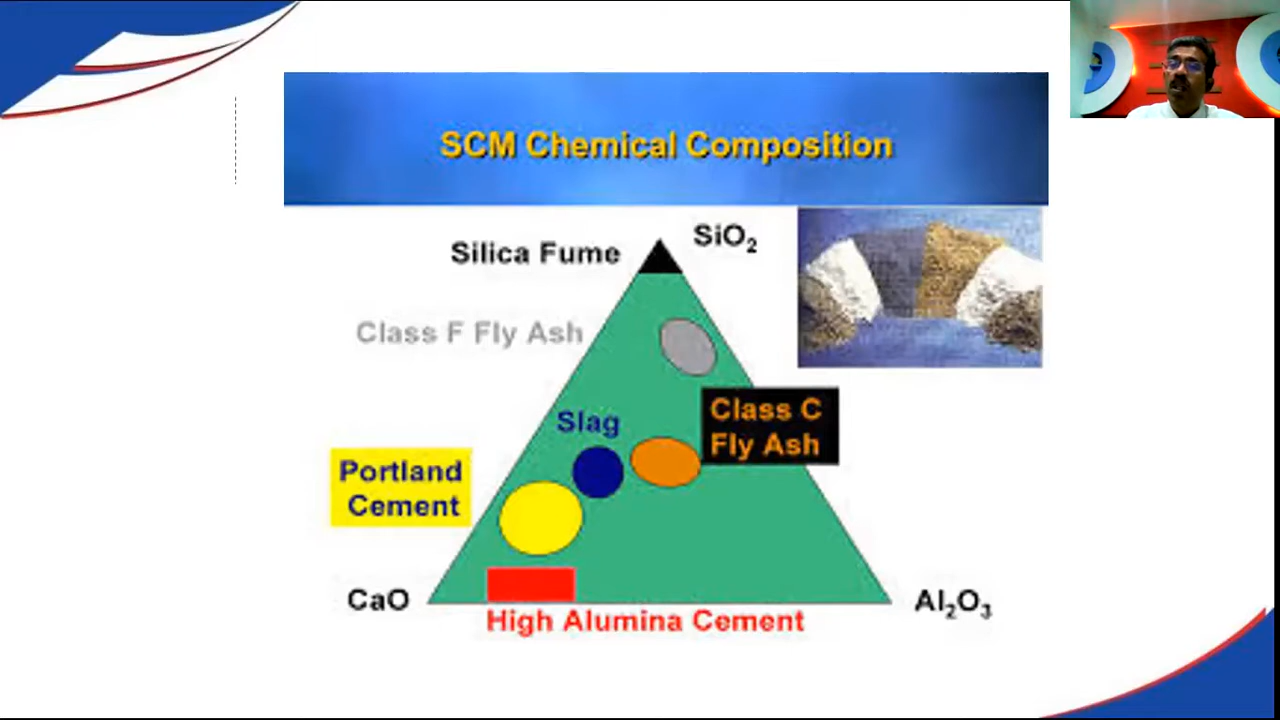 SCM Chemical Composition
SiO₂
Silica Fume
Class F Fly Ash
Class C
Fly Ash
Slag
Portland
Cement
CaO
Al₂O₃
High Alumina Cement